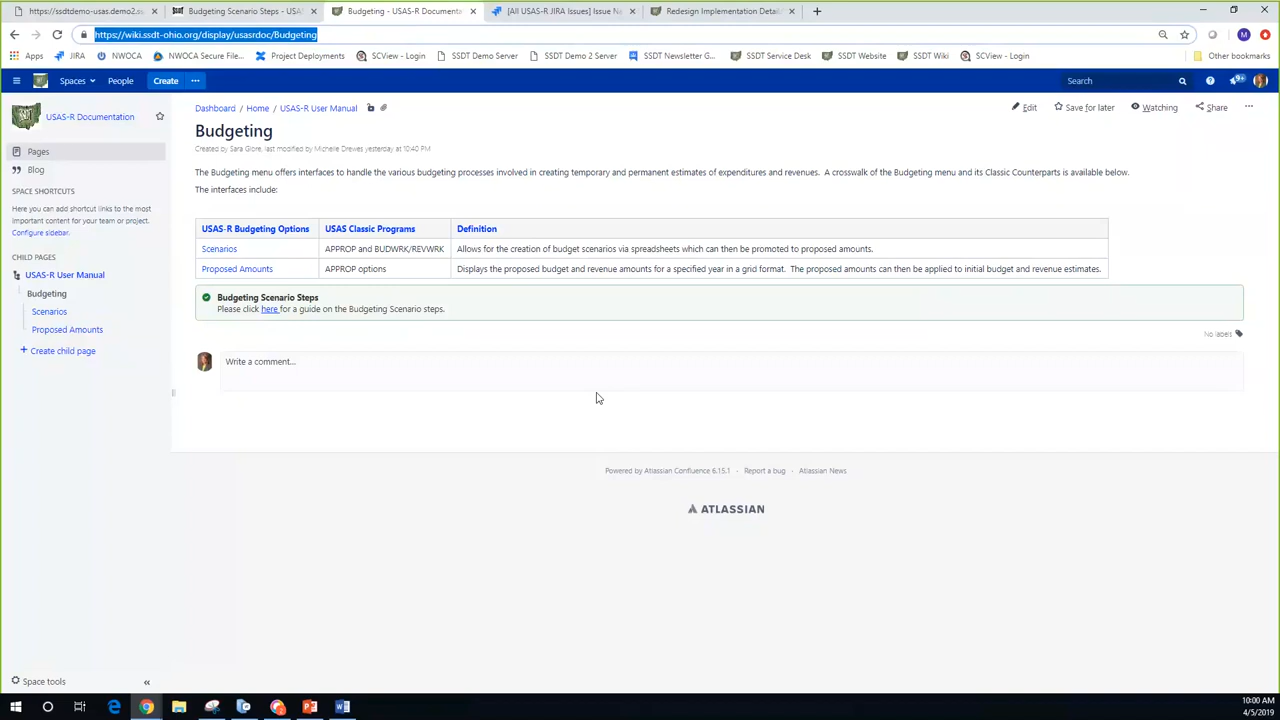 https://ssdtdemo-usas.demo2.ss
Budgeting Scenario Steps - USAS
Budgeting - USAS-R Documentat
[All USAS-R JIRA Issues] Issue Na
Redesign Implementation Detail
https://wiki.ssdt-ohio.org/display/usasrdoc/Budgeting
Apps JIRA NWOCA NWOCA Secure File... Project Deployments SCView - Login SSDT Demo Server SSDT Demo 2 Server SSDT Newsletter G... SSDT Service Desk SSDT Website SSDT Wiki SCView - Login Other bookmarks
Spaces People Create ... Search 9+
USAS-R Documentation
Pages
Blog
SPACE SHORTCUTS
Here you can add shortcut links to the most
important content for your team or project.
Configure sidebar.
CHILD PAGES
USAS-R User Manual
Budgeting
Scenarios
Proposed Amounts
+ Create child page
Space tools
Dashboard / Home / USAS-R User Manual
Edit Save for later Watching Share ...
Budgeting
Created by Sara Glore, last modified by Michelle Drewes yesterday at 10:40 PM
The Budgeting menu offers interfaces to handle the various budgeting processes involved in creating temporary and permanent estimates of expenditures and revenues. A crosswalk of the Budgeting menu and its Classic Counterparts is available below.
The interfaces include:
USAS-R Budgeting Options USAS Classic Programs Definition
Scenarios APPROP and BUDWRK/REVWRK Allows for the creation of budget scenarios via spreadsheets which can then be promoted to proposed amounts.
Proposed Amounts APPROP options Displays the proposed budget and revenue amounts for a specified year in a grid format. The proposed amounts can then be applied to initial budget and revenue estimates.
Budgeting Scenario Steps
Please click here for a guide on the Budgeting Scenario steps.
No labels
Write a comment...
Powered by Atlassian Confluence 6.15.1 · Report a bug · Atlassian News
ATLASSIAN
10:00 AM
4/5/2019